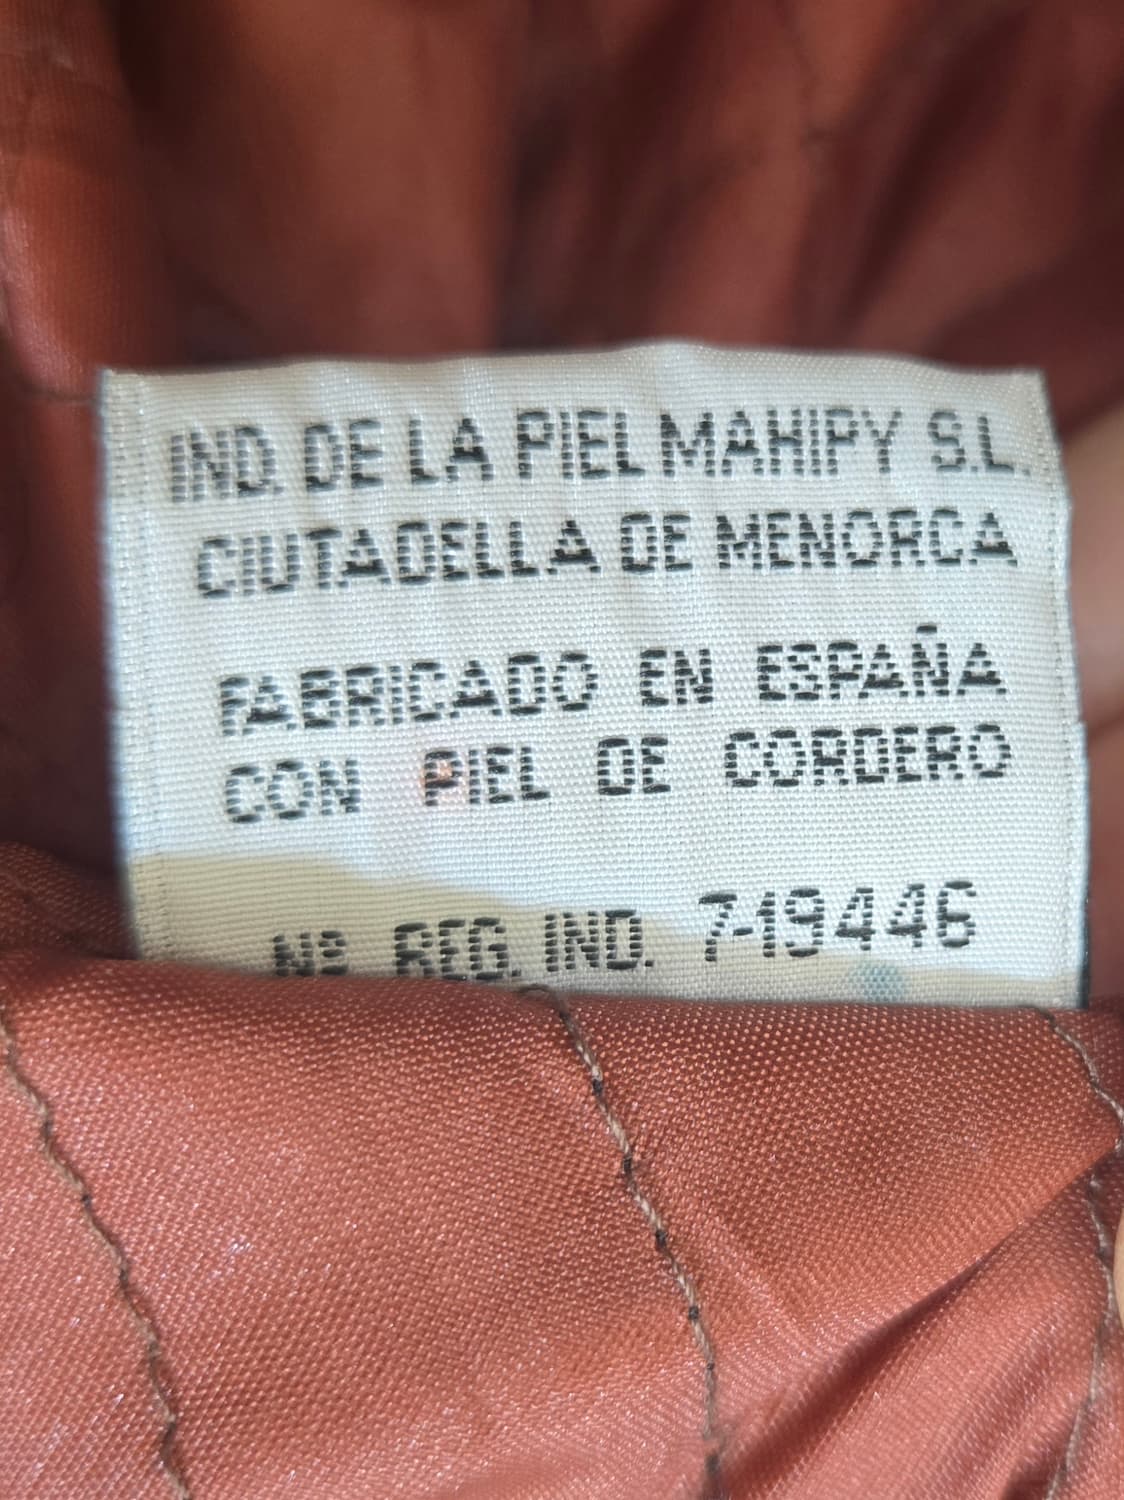 IND. DE LA PIEL MAHIPY S.L.
CIUTADELLA DE MENORCA
FABRICADO EN ESPAÑA
CON PIEL DE CORDERO
Nº REG. IND. 7-19446